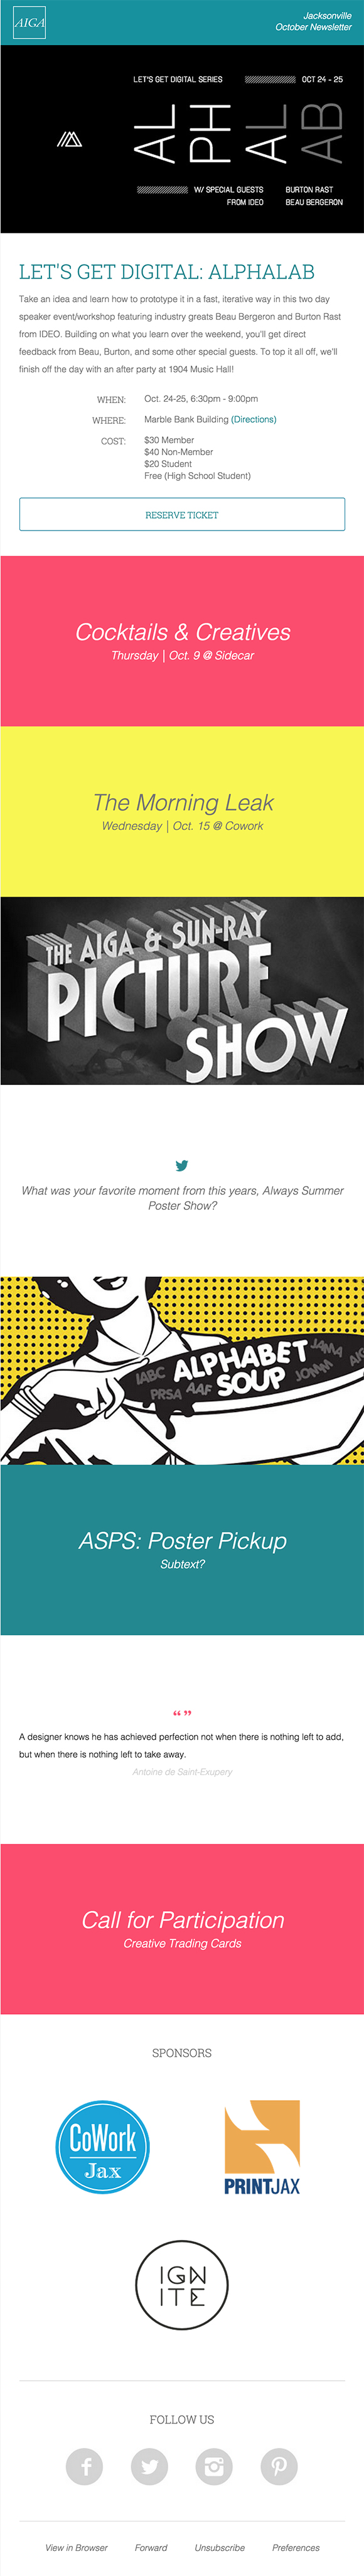 AIGA
Jacksonville
October Newsletter
LET'S GET DIGITAL SERIES
OCT 24 - 25
AL
PH
AL
AB
W/ SPECIAL GUESTS
BURTON RAST
FROM IDEO
BEAU BERGERON
LET'S GET DIGITAL: ALPHALAB
Take an idea and learn how to prototype it in a fast, iterative way in this two day
speaker event/workshop featuring industry greats Beau Bergeron and Burton Rast
from IDEO. Building on what you learn over the weekend, you'll get direct
feedback from Beau, Burton, and some other special guests. To top it all off, we'll
finish off the day with an after party at 1904 Music Hall!
WHEN: Oct. 24-25, 6:30pm - 9:00pm
WHERE: Marble Bank Building (Directions)
COST: $30 Member
$40 Non-Member
$20 Student
Free (High School Student)
RESERVE TICKET
Cocktails & Creatives
Thursday | Oct. 9 @ Sidecar
The Morning Leak
Wednesday | Oct. 15 @ Cowork
THE AIGA & SUN-RAY
PICTURE
SHOW
What was your favorite moment from this years, Always Summer
Poster Show?
ALPHABET
SOUP
IABC
PRSA
AAF
JAMA
JOMM
ASPS: Poster Pickup
Subtext?
“ ”
A designer knows he has achieved perfection not when there is nothing left to add,
but when there is nothing left to take away.
Antoine de Saint-Exupery
Call for Participation
Creative Trading Cards
SPONSORS
CoWork
Jax
PRINTJAX
IGN
ITE
FOLLOW US
View in Browser
Forward
Unsubscribe
Preferences